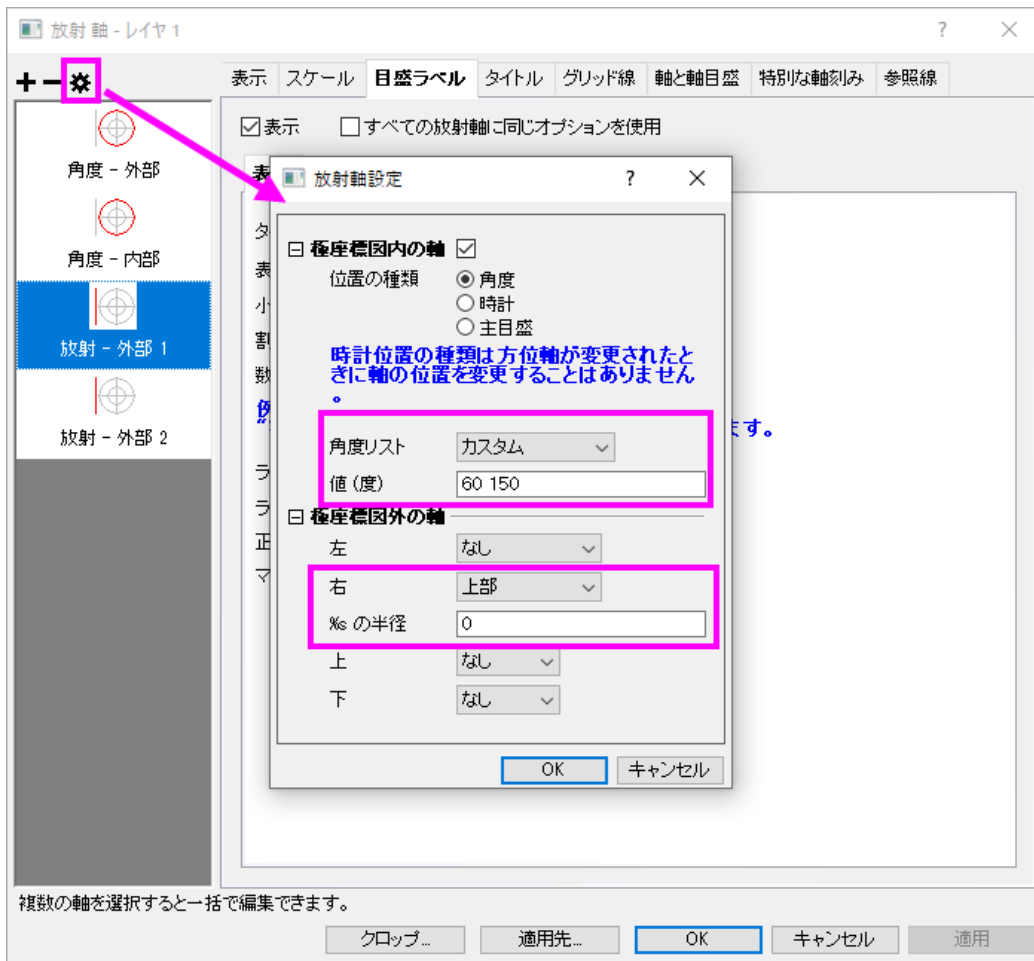 放射 軸 - レイヤ 1
? ×
表示 スケール 目盛ラベル タイトル グリッド線 軸と軸目盛 特別な軸刻み 参照線
表示 すべての放射軸に同じオプションを使用
角度 - 外部
角度 - 内部
放射 - 外部 1
放射 - 外部 2
表
タ
表
小
割
数
例
ます。
ラ
ラ
正
マ
放射軸設定
? ×
極座標図内の軸
位置の種類 角度
時計
主目盛
時計位置の種類は方位軸が変更されたと
きに軸の位置を変更することはありません
。
角度リスト カスタム
値 (度) 60 150
極座標図外の軸
左 なし
右 上部
%s の半径 0
上 なし
下 なし
OK キャンセル
複数の軸を選択すると一括で編集できます。
クロップ... 適用先... OK キャンセル 適用